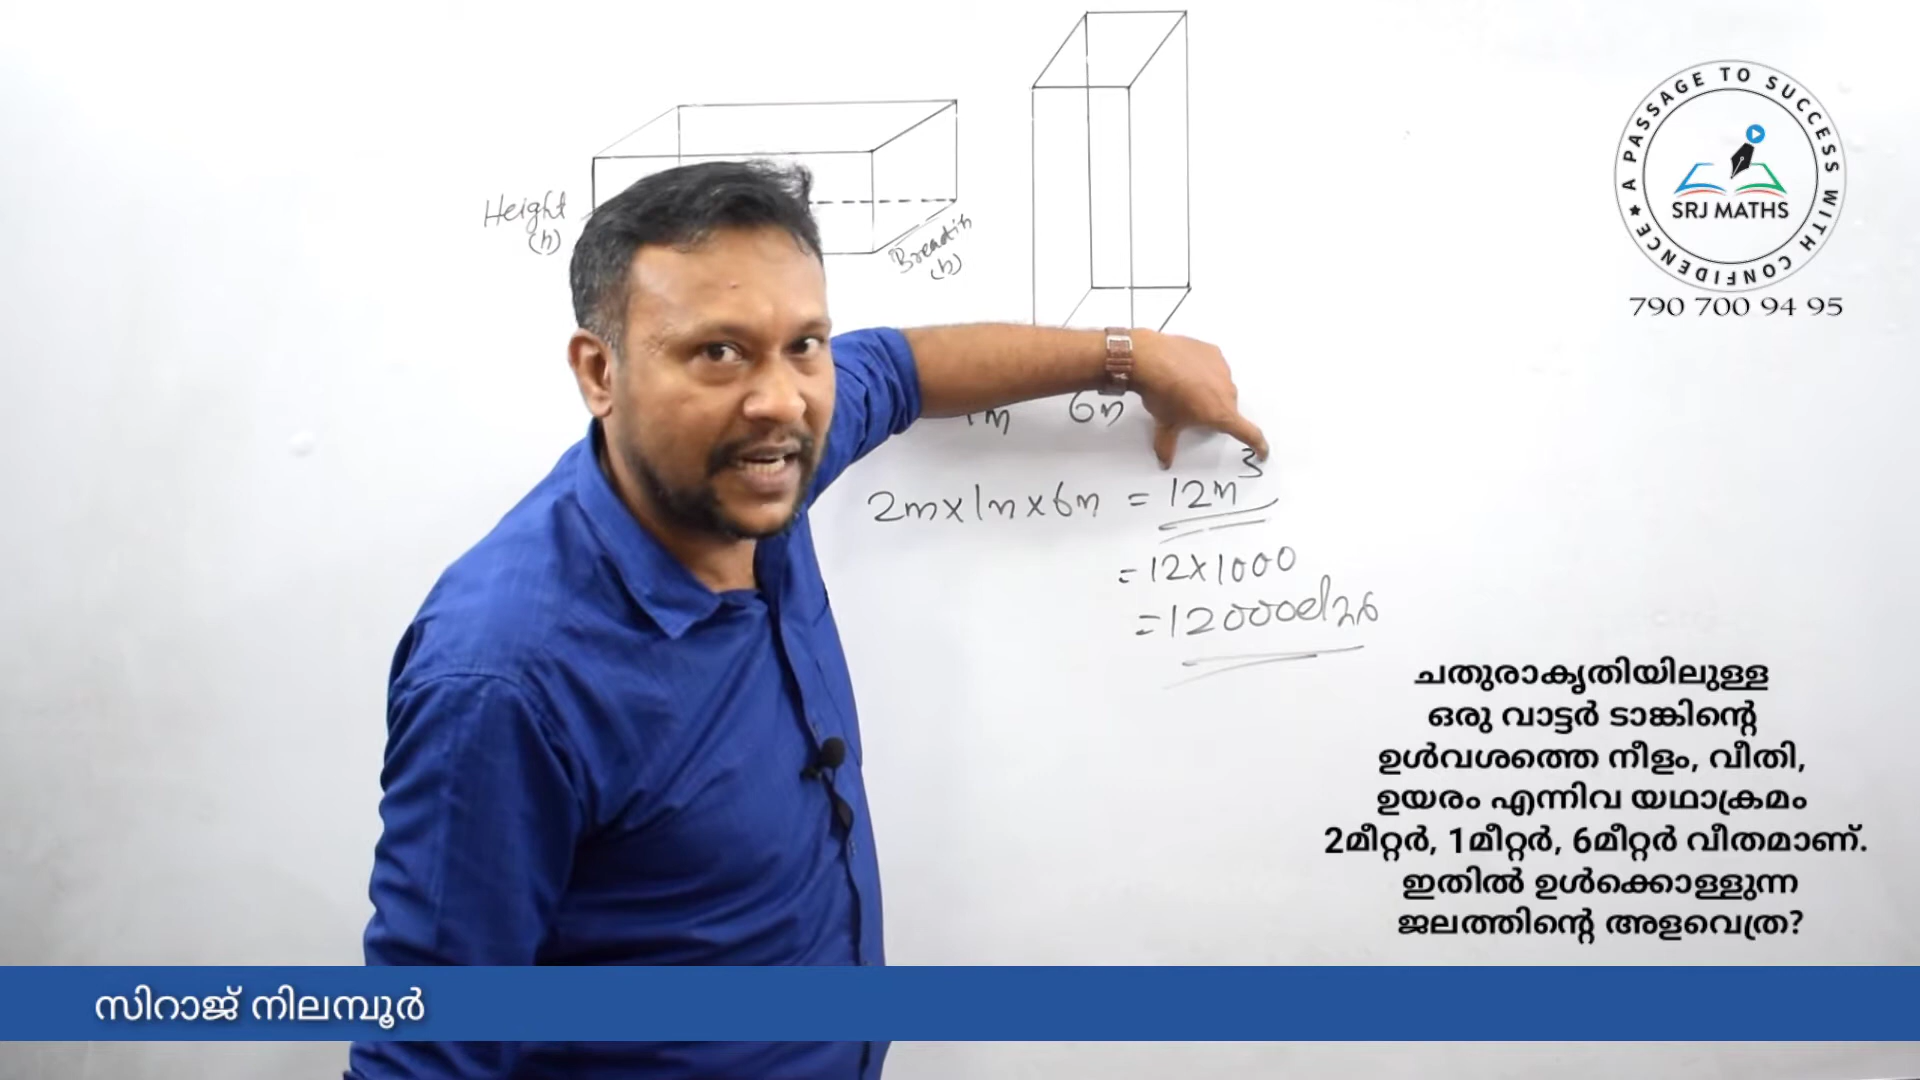 Height
(h)
Breadth
(b)
1m 6m
2m x 1m x 6m = 12m³
= 12 x 1000
= 12000 ലിറ്റർ
A PASSAGE TO SUCCESS WITH CONFIDENCE
SRJ MATHS
790 700 94 95
ചതുരാകൃതിയിലുള്ള
ഒരു വാട്ടർ ടാങ്കിന്റെ
ഉൾവശത്തെ നീളം, വീതി,
ഉയരം എന്നിവ യഥാക്രമം
2മീറ്റർ, 1മീറ്റർ, 6മീറ്റർ വീതമാണ്.
ഇതിൽ ഉൾക്കൊള്ളുന്ന
ജലത്തിന്റെ അളവെത്ര?
സിറാജ് നിലമ്പൂർ